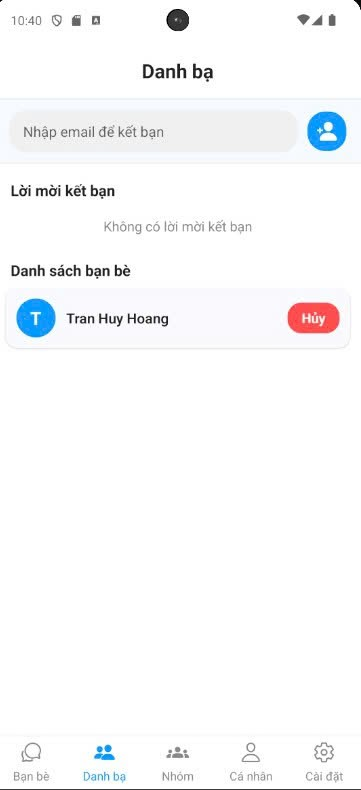 10:40
Danh bạ
Nhập email để kết bạn
Lời mời kết bạn
Không có lời mời kết bạn
Danh sách bạn bè
T Tran Huy Hoang Hủy
Bạn bè Danh bạ Nhóm Cá nhân Cài đặt